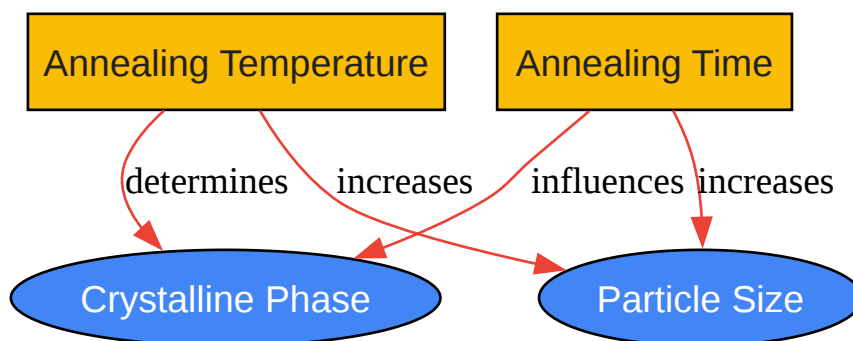 Annealing Temperature
Annealing Time
determines
increases
influences
increases
Crystalline Phase
Particle Size